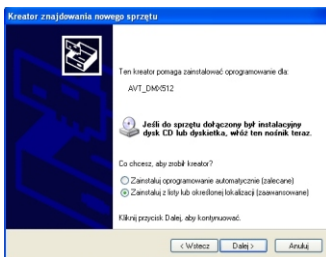 Kreator znajdowania nowego sprzętu
Ten kreator pomaga zainstalować oprogramowanie dla:
AVT_DMX512
Jeśli do sprzętu dołączony był instalacyjny
dysk CD lub dyskietka, włóż ten nośnik teraz.
Co chcesz, aby zrobił kreator?
Zainstaluj oprogramowanie automatycznie (zalecane)
Zainstaluj z listy lub określonej lokalizacji (zaawansowane)
Kliknij przycisk Dalej, aby kontynuować.
< Wstecz
Dalej >
Anuluj